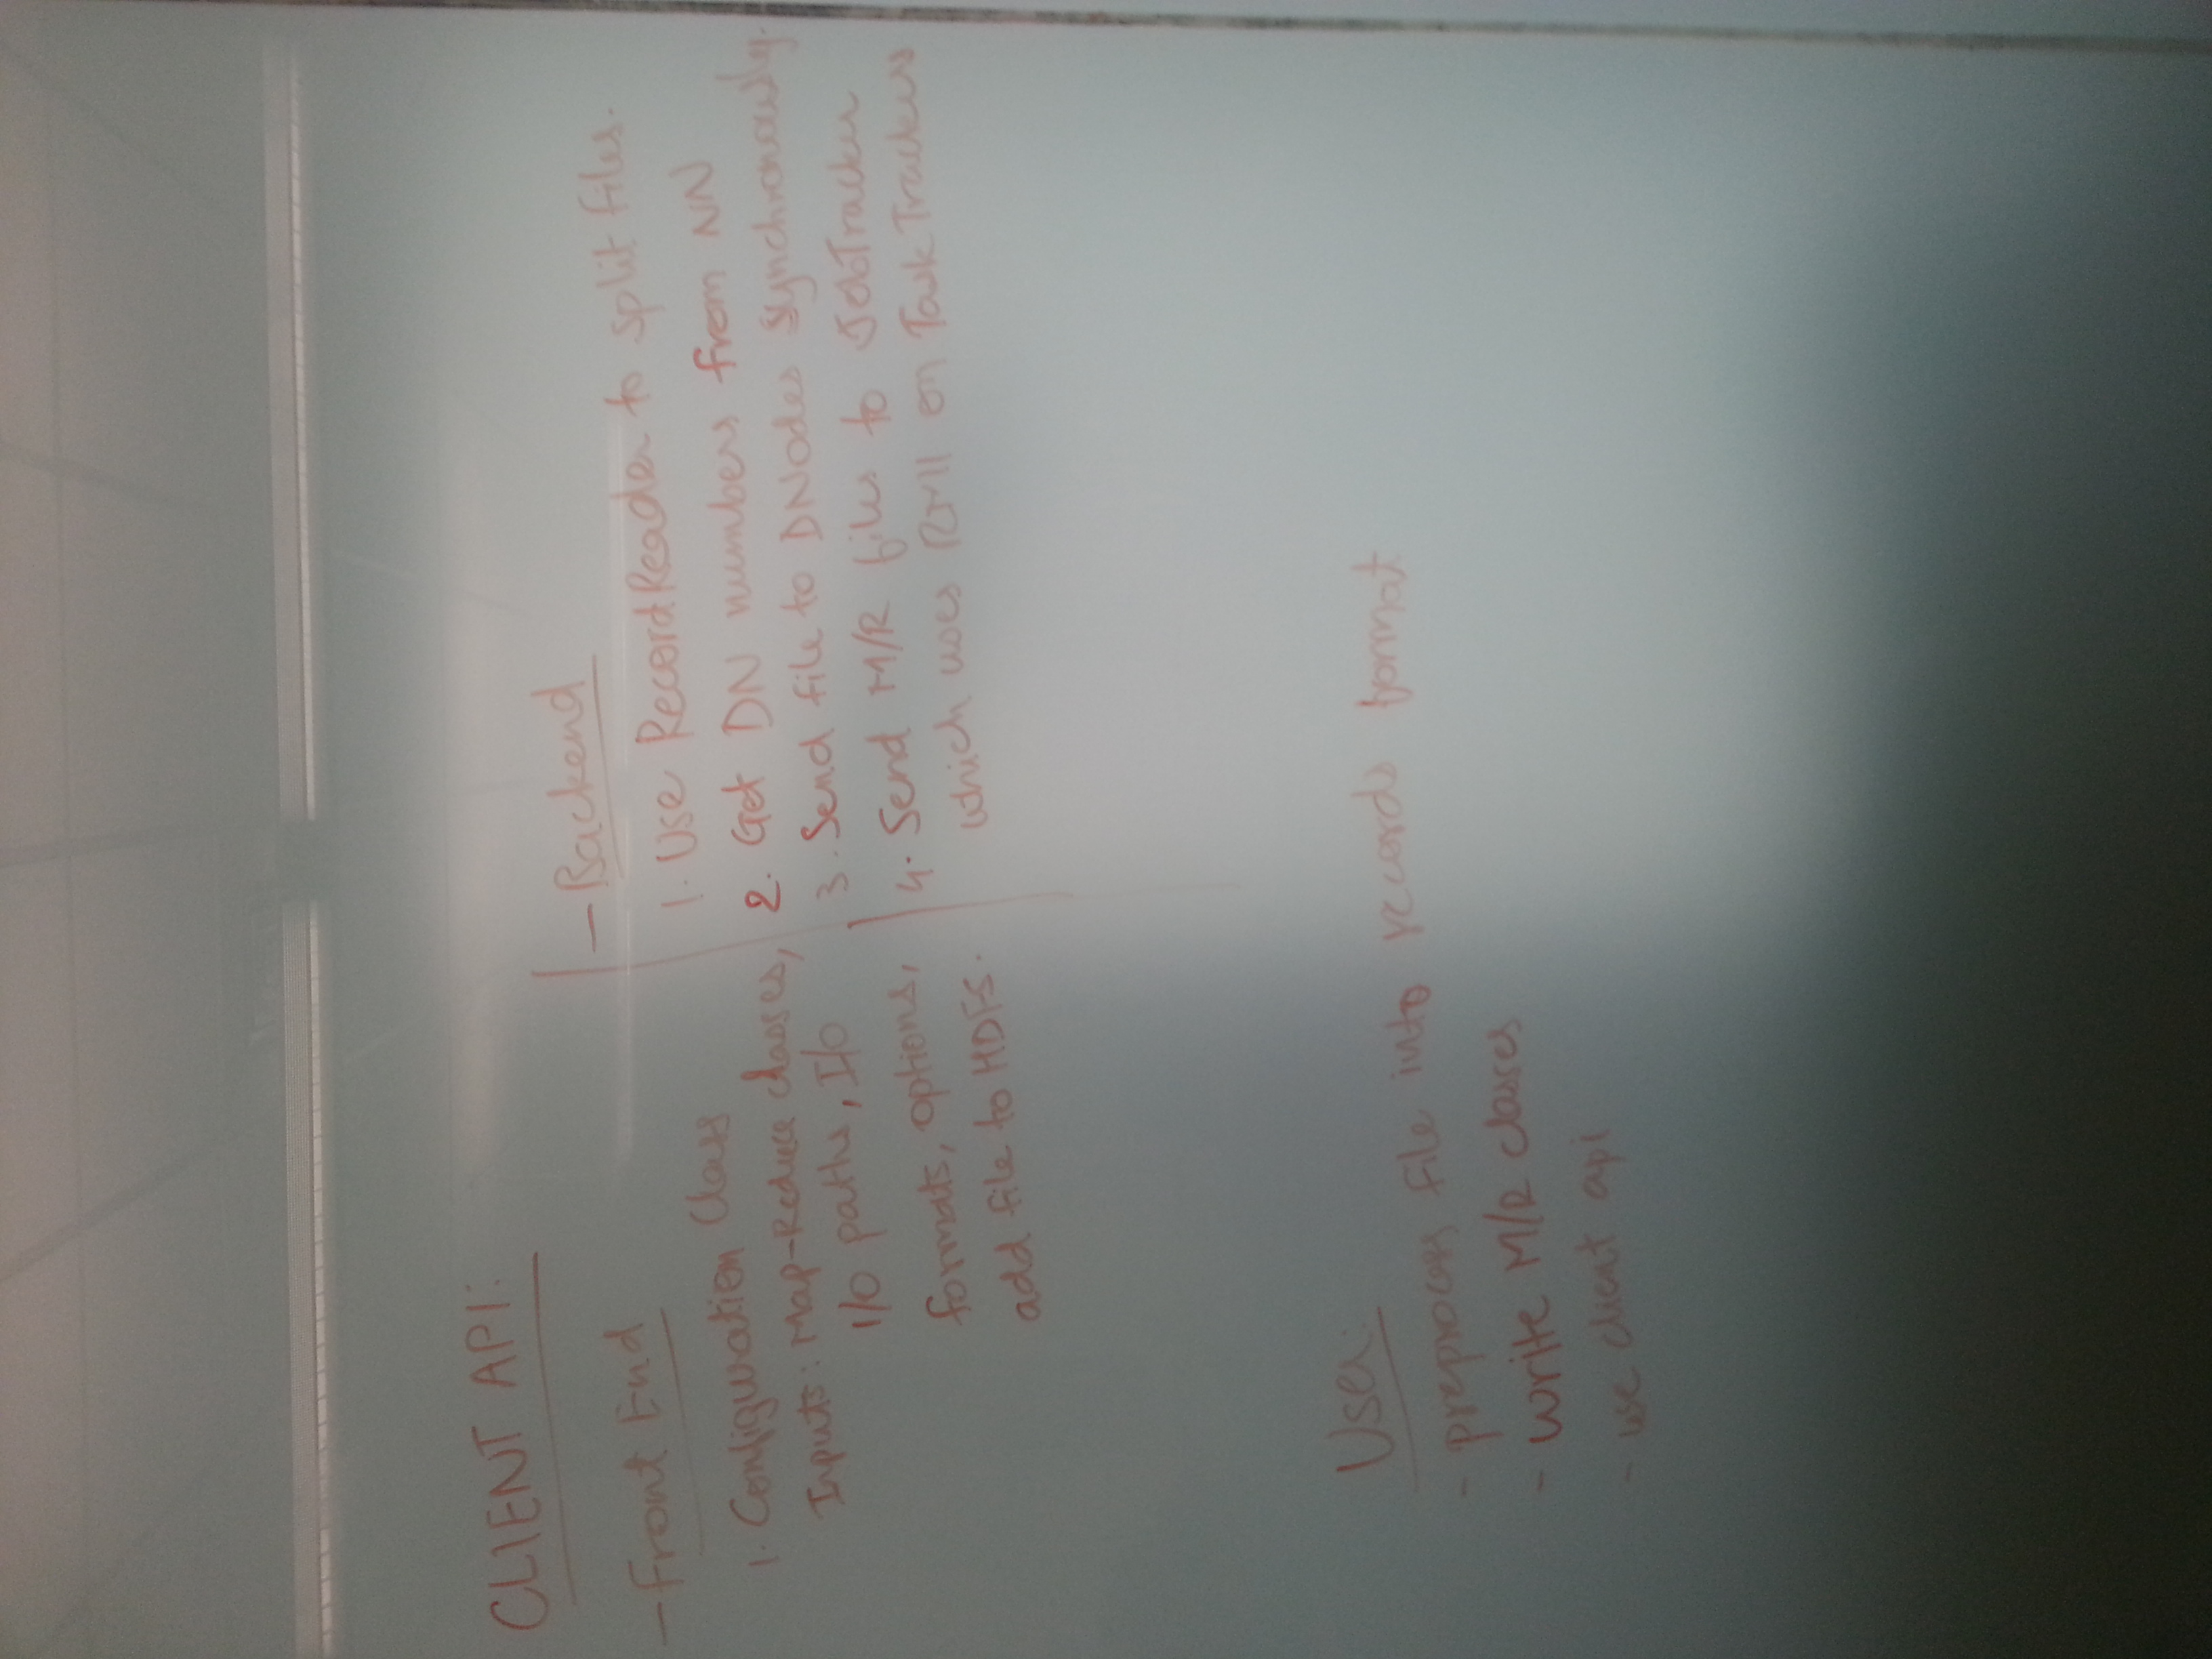 CLIENT API:
- Front End
1. Configuration Class
Inputs: Map-Reduce classes,
I/O paths, I/O
formats, options,
add file to HDFS.
- Backend
1. Use RecordReader to split files.
2. Get DN numbers from NN
3. Send file to DNodes synchronously.
4. Send M/R files to JobTracker
which uses RMI on TaskTrackers
User:
- preprocess file into records format
- write M/R classes
- use client api